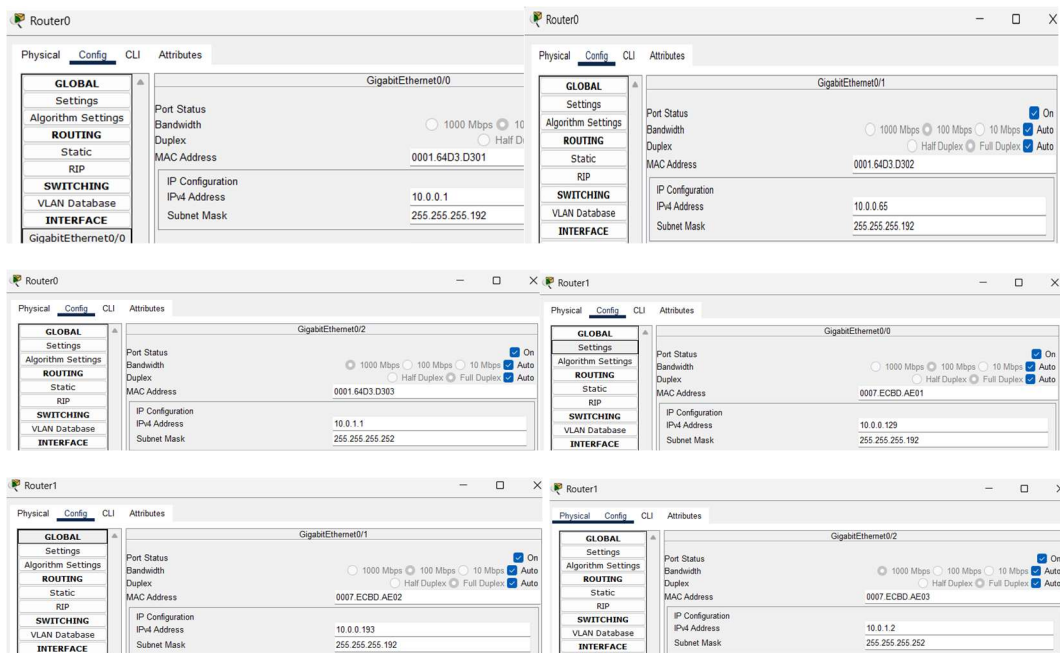 Router0
Physical Config CLI Attributes
GLOBAL
Settings
Algorithm Settings
ROUTING
Static
RIP
SWITCHING
VLAN Database
INTERFACE
GigabitEthernet0/0
GigabitEthernet0/0
Port Status
Bandwidth 1000 Mbps 10
Duplex Half D
MAC Address 0001.64D3.D301
IP Configuration
IPv4 Address 10.0.0.1
Subnet Mask 255.255.255.192
Router0
Physical Config CLI Attributes
GLOBAL
Settings
Algorithm Settings
ROUTING
Static
RIP
SWITCHING
VLAN Database
INTERFACE
GigabitEthernet0/1
Port Status On
Bandwidth 1000 Mbps 100 Mbps 10 Mbps Auto
Duplex Half Duplex Full Duplex Auto
MAC Address 0001.64D3.D302
IP Configuration
IPv4 Address 10.0.0.65
Subnet Mask 255.255.255.192
Router0
Physical Config CLI Attributes
GLOBAL
Settings
Algorithm Settings
ROUTING
Static
RIP
SWITCHING
VLAN Database
INTERFACE
GigabitEthernet0/2
Port Status On
Bandwidth 1000 Mbps 100 Mbps 10 Mbps Auto
Duplex Half Duplex Full Duplex Auto
MAC Address 0001.64D3.D303
IP Configuration
IPv4 Address 10.0.1.1
Subnet Mask 255.255.255.252
Router1
Physical Config CLI Attributes
GLOBAL
Settings
Algorithm Settings
ROUTING
Static
RIP
SWITCHING
VLAN Database
INTERFACE
GigabitEthernet0/0
Port Status On
Bandwidth 1000 Mbps 100 Mbps 10 Mbps Auto
Duplex Half Duplex Full Duplex Auto
MAC Address 0007.ECBD.AE01
IP Configuration
IPv4 Address 10.0.0.129
Subnet Mask 255.255.255.192
Router1
Physical Config CLI Attributes
GLOBAL
Settings
Algorithm Settings
ROUTING
Static
RIP
SWITCHING
VLAN Database
INTERFACE
GigabitEthernet0/1
Port Status On
Bandwidth 1000 Mbps 100 Mbps 10 Mbps Auto
Duplex Half Duplex Full Duplex Auto
MAC Address 0007.ECBD.AE02
IP Configuration
IPv4 Address 10.0.0.193
Subnet Mask 255.255.255.192
Router1
Physical Config CLI Attributes
GLOBAL
Settings
Algorithm Settings
ROUTING
Static
RIP
SWITCHING
VLAN Database
INTERFACE
GigabitEthernet0/2
Port Status On
Bandwidth 1000 Mbps 100 Mbps 10 Mbps Auto
Duplex Half Duplex Full Duplex Auto
MAC Address 0007.ECBD.AE03
IP Configuration
IPv4 Address 10.0.1.2
Subnet Mask 255.255.255.252